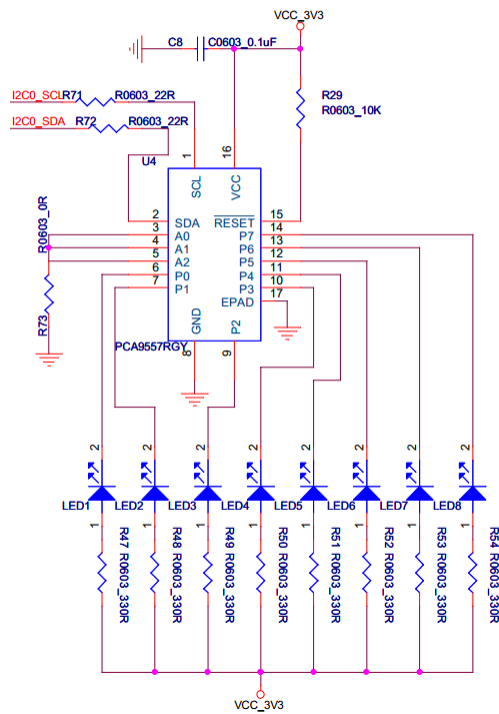 VCC_3V3
C8 C0603_0.1uF
I2C0_SCL R71 R0603_22R
R29
R0603_10K
I2C0_SDA R72 R0603_22R
U4
1 16
SCL VCC
R0603_0R
2 SDA RESET 15
3 A0 P7 14
4 A1 P6 13
5 A2 P5 12
6 P0 P4 11
7 P1 P3 10
EPAD 17
GND P2
R73
PCA9557RGY
8 9
2 2 2 2 2 2 2 2
LED1 LED2 LED3 LED4 LED5 LED6 LED7 LED8
1 1 1 1 1 1 1 1
R47 R0603_330R
R48 R0603_330R
R49 R0603_330R
R50 R0603_330R
R51 R0603_330R
R52 R0603_330R
R53 R0603_330R
R54 R0603_330R
VCC_3V3